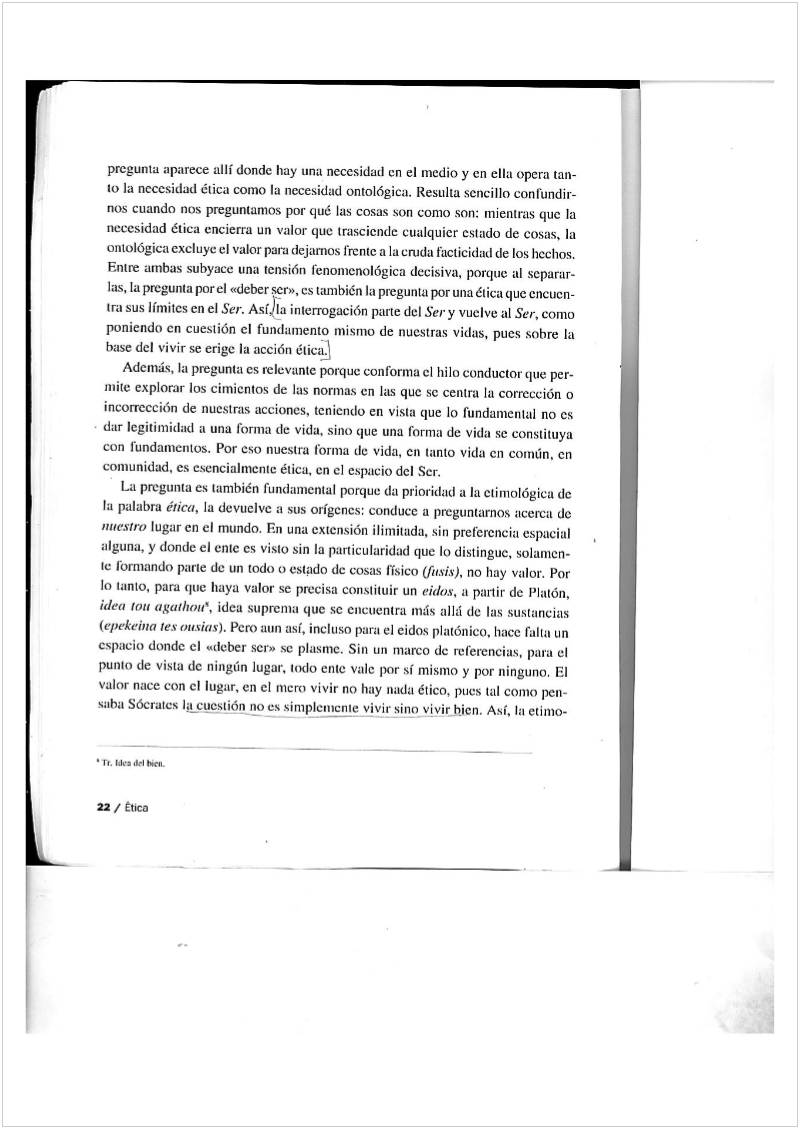 pregunta aparece allí donde hay una necesidad en el medio y en ella opera tan-
to la necesidad ética como la necesidad ontológica. Resulta sencillo confundir-
nos cuando nos preguntamos por qué las cosas son como son: mientras que la
necesidad ética encierra un valor que trasciende cualquier estado de cosas, la
ontológica excluye el valor para dejarnos frente a la cruda facticidad de los hechos.
Entre ambas subyace una tensión fenomenológica decisiva, porque al separar-
las, la pregunta por el «deber ser», es también la pregunta por una ética que encuen-
tra sus límites en el Ser. Así, la interrogación parte del Ser y vuelve al Ser, como
poniendo en cuestión el fundamento mismo de nuestras vidas, pues sobre la
base del vivir se erige la acción ética.
Además, la pregunta es relevante porque conforma el hilo conductor que per-
mite explorar los cimientos de las normas en las que se centra la corrección o
incorrección de nuestras acciones, teniendo en vista que lo fundamental no es
dar legitimidad a una forma de vida, sino que una forma de vida se constituya
con fundamentos. Por eso nuestra forma de vida, en tanto vida en común, en
comunidad, es esencialmente ética, en el espacio del Ser.
La pregunta es también fundamental porque da prioridad a la etimológica de
la palabra ética, la devuelve a sus orígenes: conduce a preguntarnos acerca de
nuestro lugar en el mundo. En una extensión ilimitada, sin preferencia espacial
alguna, y donde el ente es visto sin la particularidad que lo distingue, solamen-
te formando parte de un todo o estado de cosas físico (fusis), no hay valor. Por
lo tanto, para que haya valor se precisa constituir un eidos, a partir de Platón,
idea tou agathou⁸, idea suprema que se encuentra más allá de las sustancias
(epekeina tes ousias). Pero aun así, incluso para el eidos platónico, hace falta un
espacio donde el «deber ser» se plasme. Sin un marco de referencias, para el
punto de vista de ningún lugar, todo ente vale por sí mismo y por ninguno. El
valor nace con el lugar, en el mero vivir no hay nada ético, pues tal como pen-
saba Sócrates la cuestión no es simplemente vivir sino vivir bien. Así, la etimo-
⁸ Tr. Idea del bien.
22 / Ética